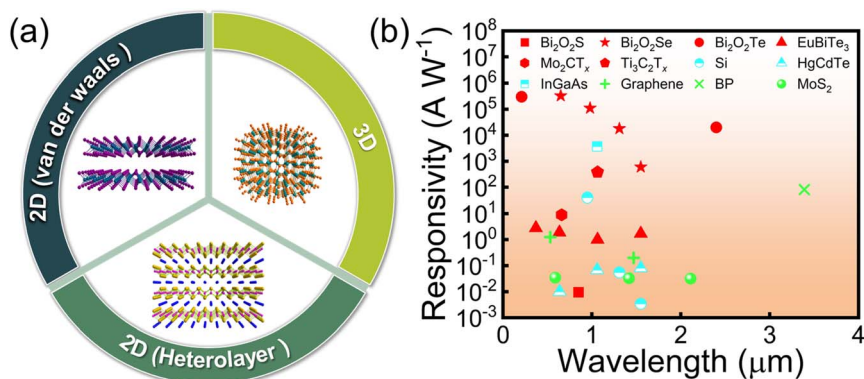 (a)
2D (van der waals )
3D
2D (Heterolayer )
(b)
Responsivity (A W⁻¹)
10⁸
10⁷
10⁶
10⁵
10⁴
10³
10²
10¹
10⁰
10⁻¹
10⁻²
10⁻³
Bi₂O₂S Bi₂O₂Se Bi₂O₂Te EuBiTe₃
Mo₂CTₓ Ti₃C₂Tₓ Si HgCdTe
InGaAs Graphene BP MoS₂
0 1 2 3 4
Wavelength (μm)